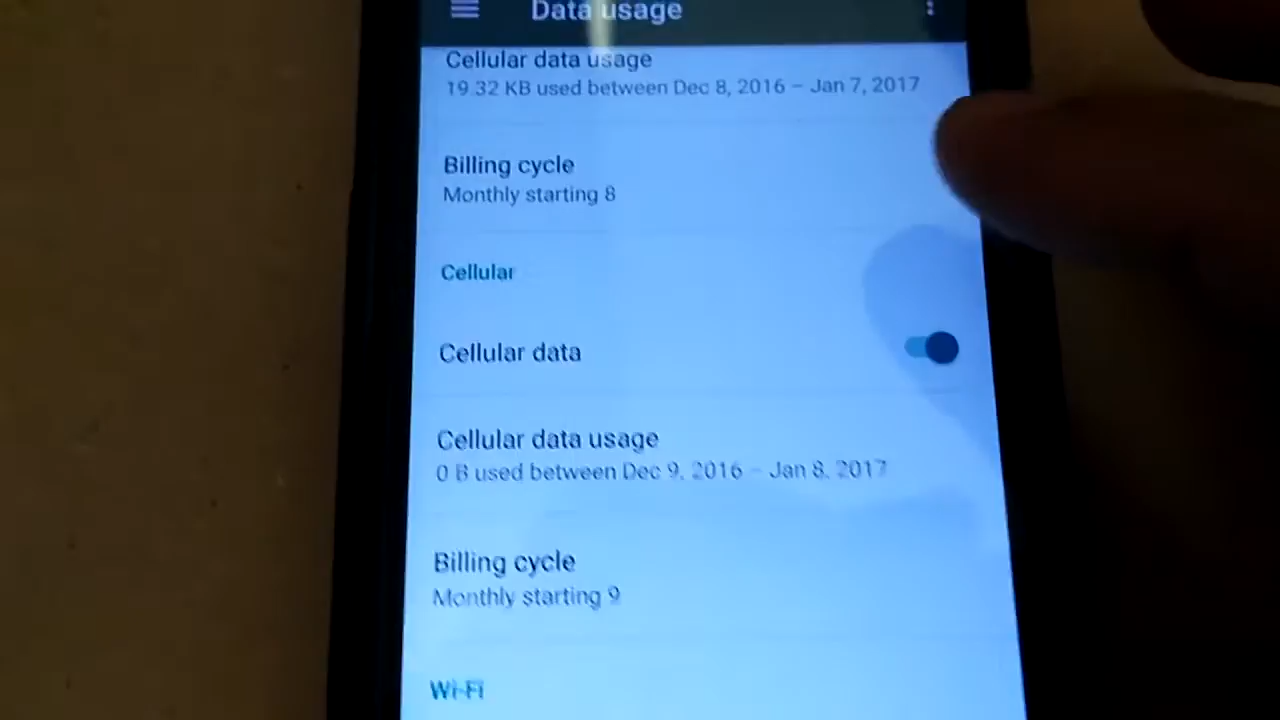 Data usage
Cellular data usage
19.32 KB used between Dec 8, 2016 – Jan 7, 2017
Billing cycle
Monthly starting 8
Cellular
Cellular data
Cellular data usage
0 B used between Dec 9, 2016 – Jan 8, 2017
Billing cycle
Monthly starting 9
Wi-Fi